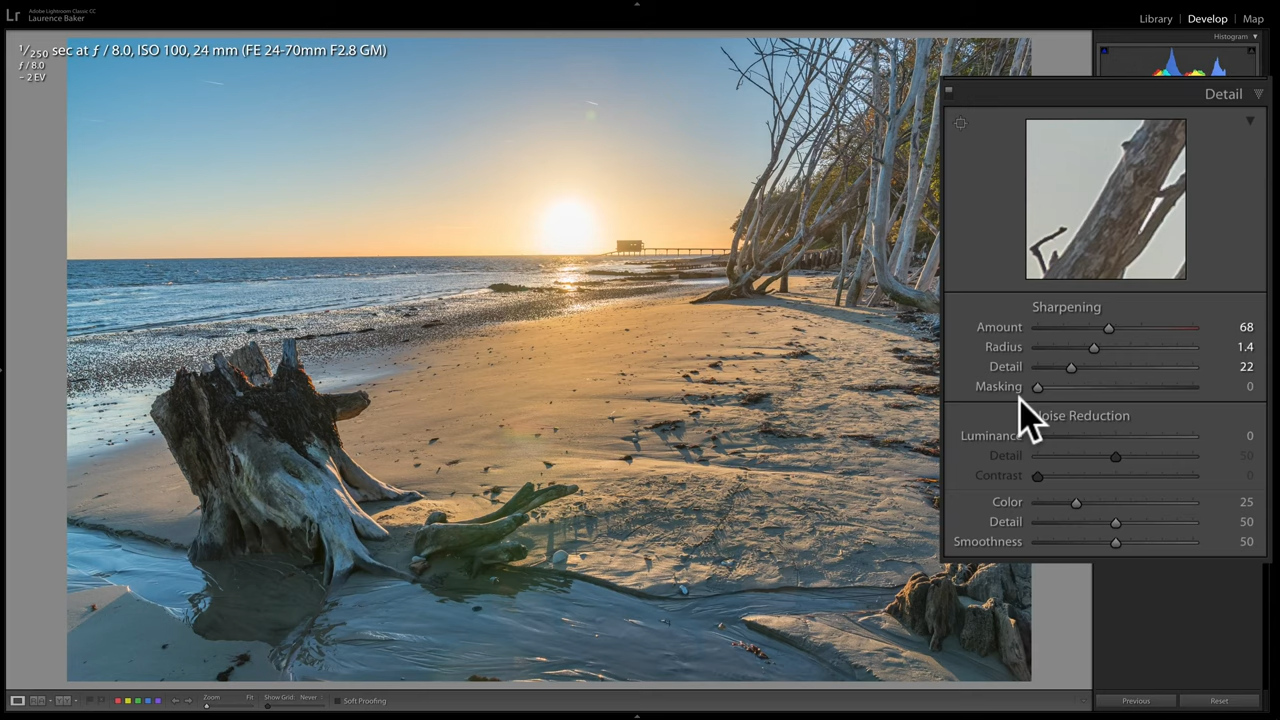 Lr
Adobe Lightroom Classic CC
Laurence Baker
Library | Develop | Map
Histogram
1/250 sec at ƒ / 8.0, ISO 100, 24 mm (FE 24-70mm F2.8 GM)
ƒ / 8.0
− 2 EV
Detail
Sharpening
Amount 68
Radius 1.4
Detail 22
Masking 0
oise Reduction
Luminance 0
Detail 50
Contrast 0
Color 25
Detail 50
Smoothness 50
Zoom Fit
Show Grid: Never
Soft Proofing
Previous
Reset